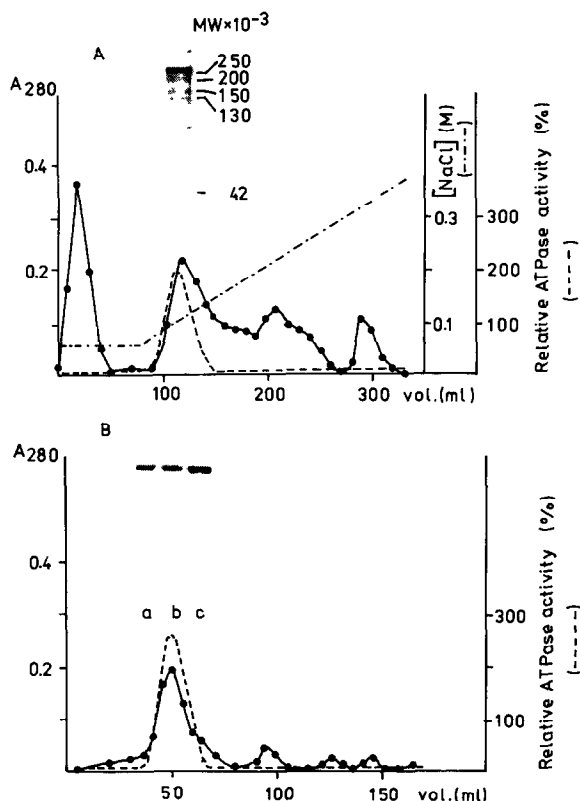 MW×10⁻³
A
250
200
150
130
42
A280
0.4
0.2
[NaCl] (M)
(-·-·-)
0.3
0.1
300
200
100
Relative ATPase activity (%)
(----)
100
200
300
vol.(ml)
B
A280
0.4
0.2
a b c
300
100
Relative ATPase activity (%)
(-----)
50
100
150
vol.(ml)